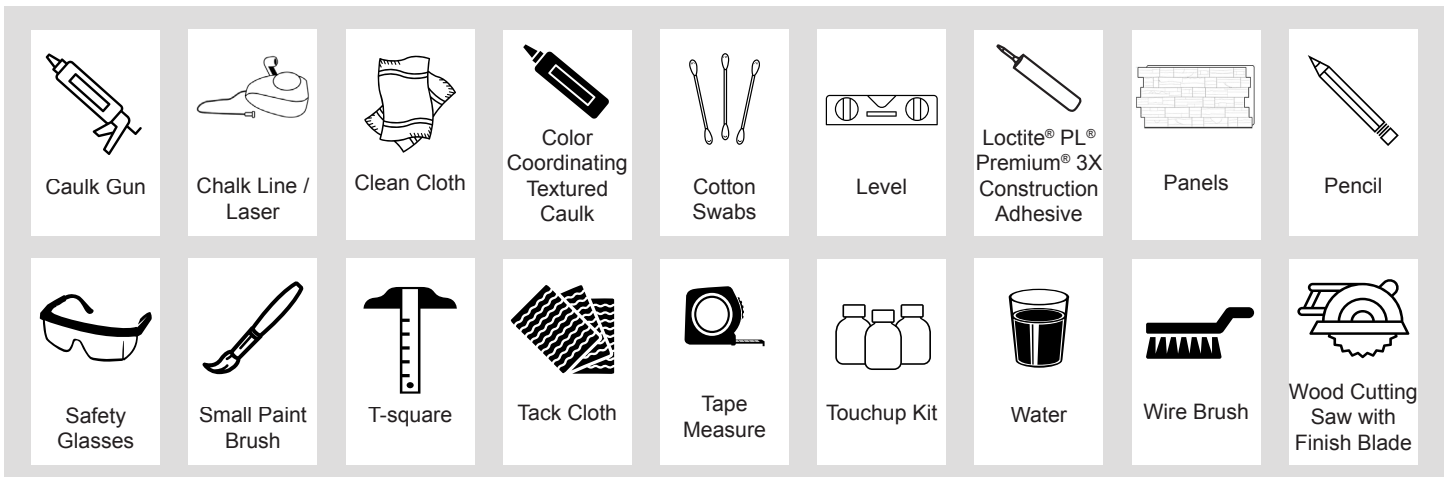 Caulk Gun
Chalk Line /
Laser
Clean Cloth
Color
Coordinating
Textured
Caulk
Cotton
Swabs
Level
Loctite® PL®
Premium® 3X
Construction
Adhesive
Panels
Pencil
Safety
Glasses
Small Paint
Brush
T-square
Tack Cloth
Tape
Measure
Touchup Kit
Water
Wire Brush
Wood Cutting
Saw with
Finish Blade